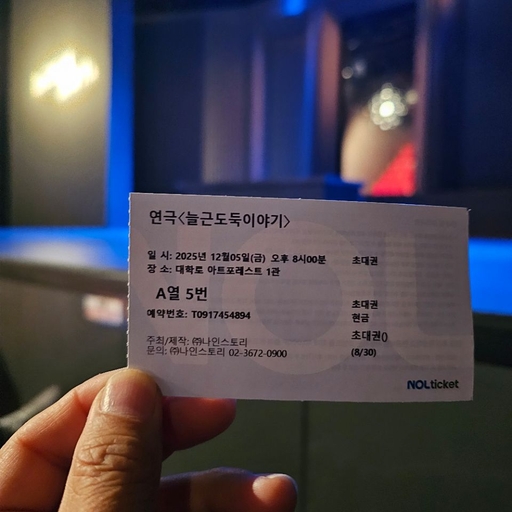 연극<늘근도둑이야기>
일 시: 2025년 12월05일(금) 오후 8시00분 초대권
장 소: 대학로 아트포레스트 1관
A열 5번
초대권
예약번호: T0917454894 현금
초대권()
주최/제작: ㈜나인스토리
문의: ㈜나인스토리 02-3672-0900 (8/30)
NOL ticket